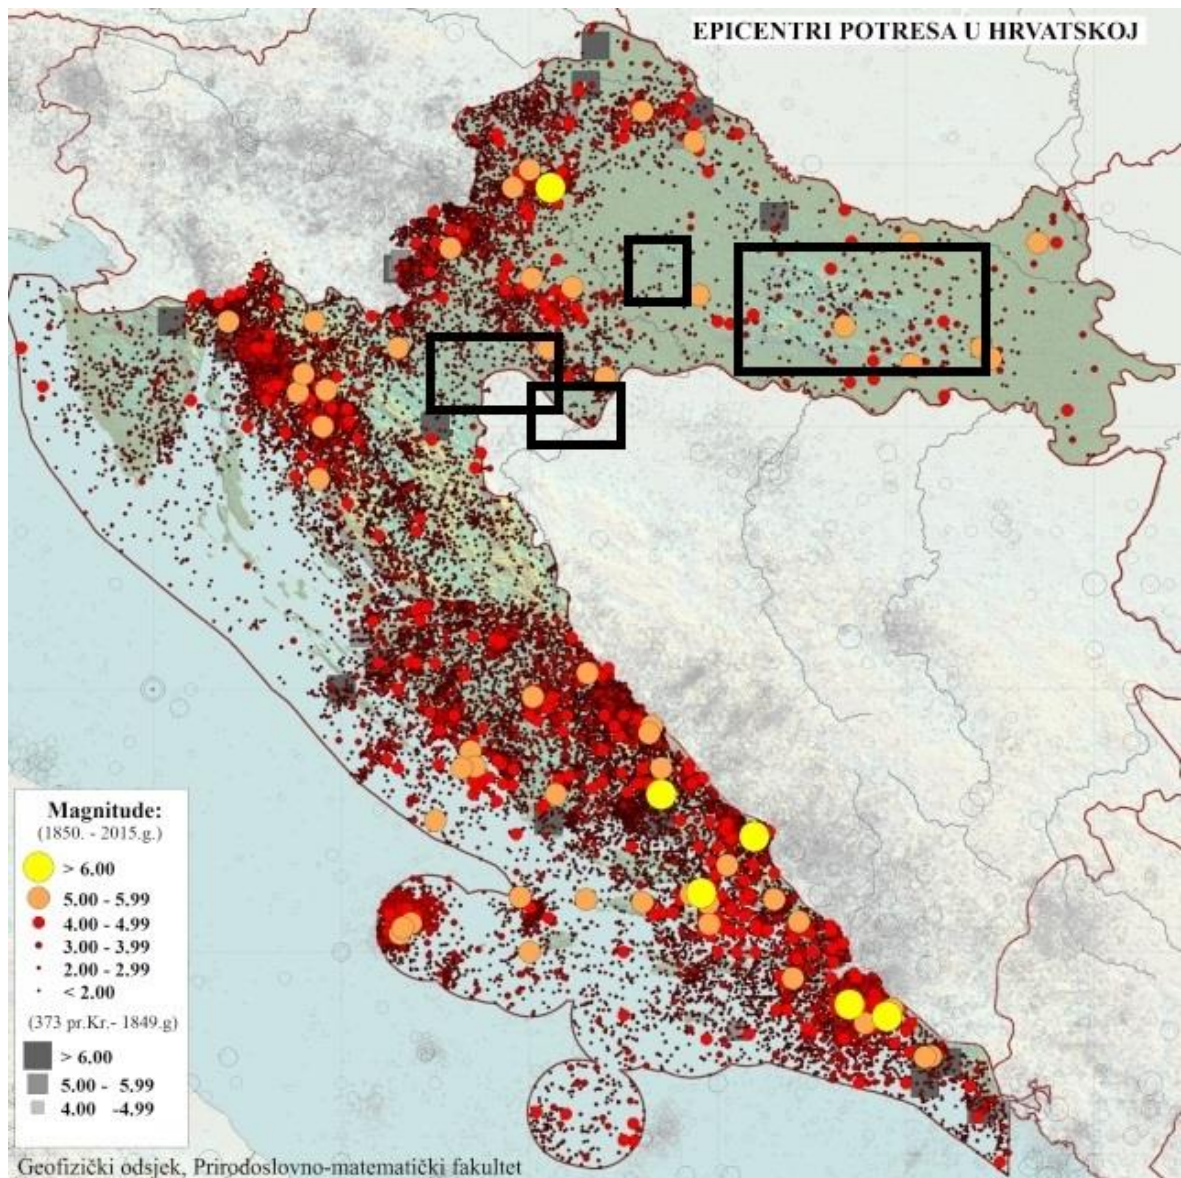 EPICENTRI POTRESA U HRVATSKOJ
Magnitude:
(1850. - 2015.g.)
> 6.00
5.00 - 5.99
4.00 - 4.99
3.00 - 3.99
2.00 - 2.99
< 2.00
(373 pr.Kr.- 1849.g)
> 6.00
5.00 - 5.99
4.00 -4.99
Geofizički odsjek, Prirodoslovno-matematički fakultet